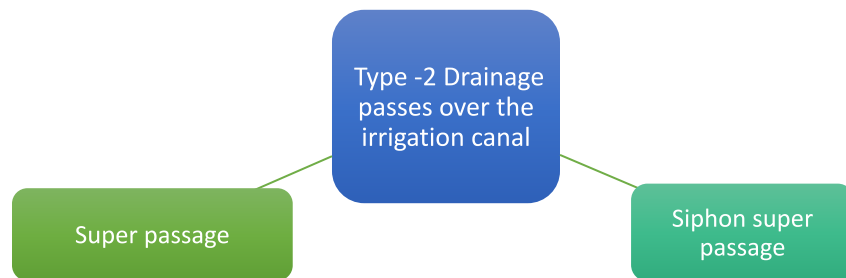 Type -2 Drainage
passes over the
irrigation canal
Super passage
Siphon super
passage